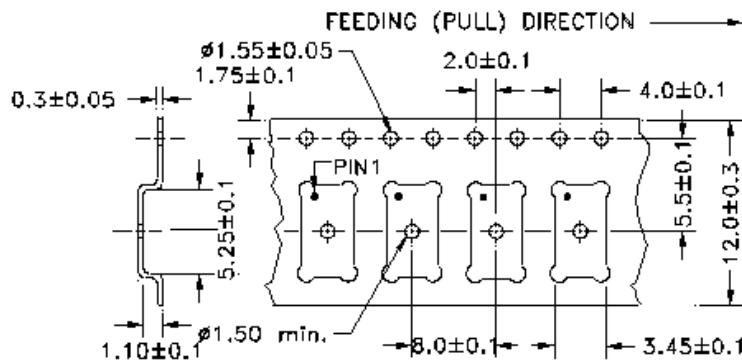 FEEDING (PULL) DIRECTION
ø1.55±0.05
2.0±0.1
1.75±0.1
4.0±0.1
0.3±0.05
PIN1
5.25±0.1
5.5±0.1
12.0±0.3
ø1.50 min.
1.10±0.1
8.0±0.1
3.45±0.1